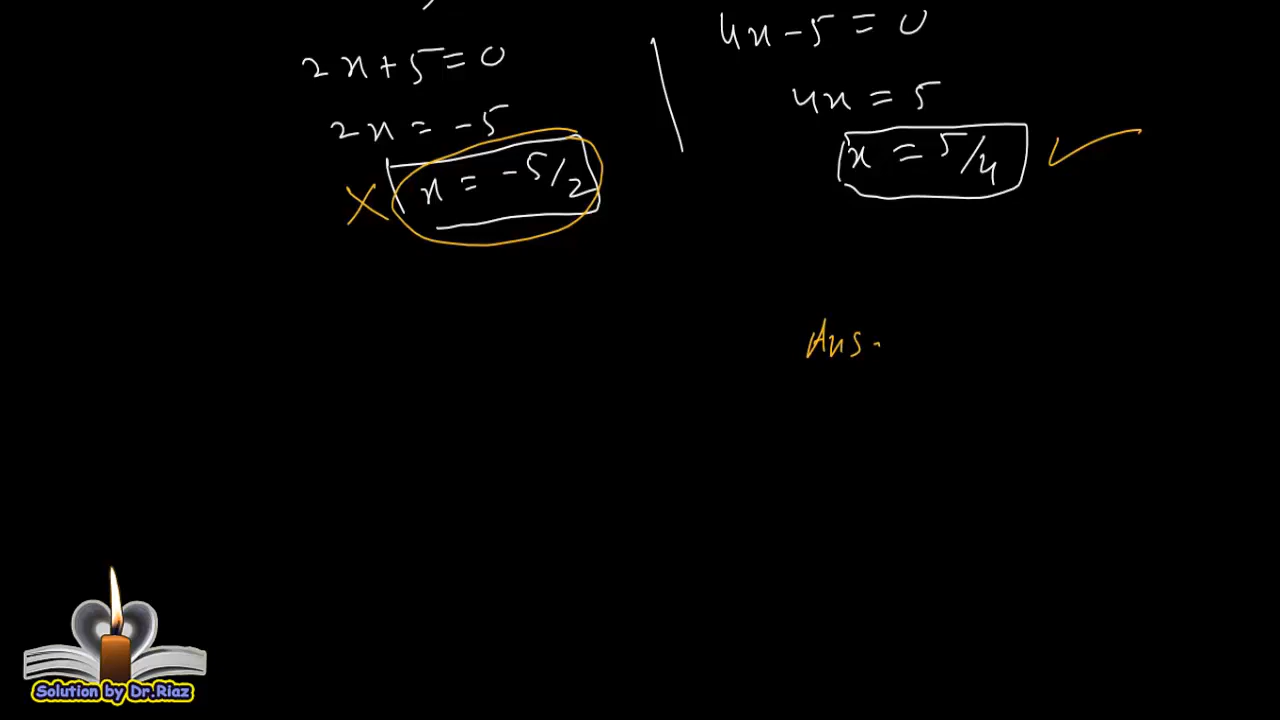 2x + 5 = 0
2x = -5
x = -5/2
4x - 5 = 0
4x = 5
x = 5/4
Ans.
Solution by Dr.Riaz